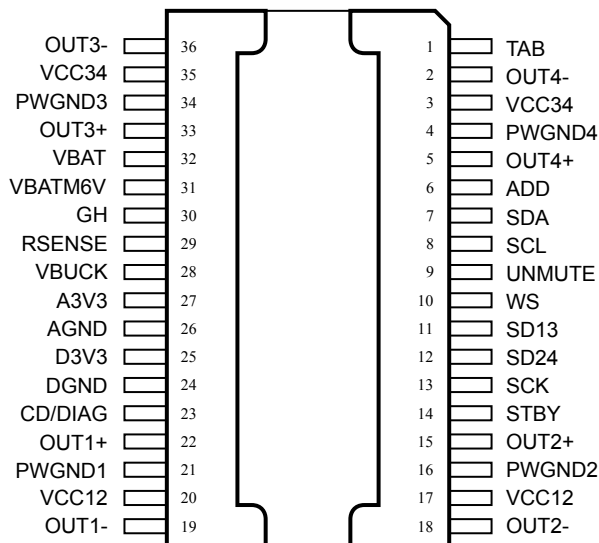 OUT3- 36 1 TAB
VCC34 35 2 OUT4-
PWGND3 34 3 VCC34
OUT3+ 33 4 PWGND4
VBAT 32 5 OUT4+
VBATM6V 31 6 ADD
GH 30 7 SDA
RSENSE 29 8 SCL
VBUCK 28 9 UNMUTE
A3V3 27 10 WS
AGND 26 11 SD13
D3V3 25 12 SD24
DGND 24 13 SCK
CD/DIAG 23 14 STBY
OUT1+ 22 15 OUT2+
PWGND1 21 16 PWGND2
VCC12 20 17 VCC12
OUT1- 19 18 OUT2-